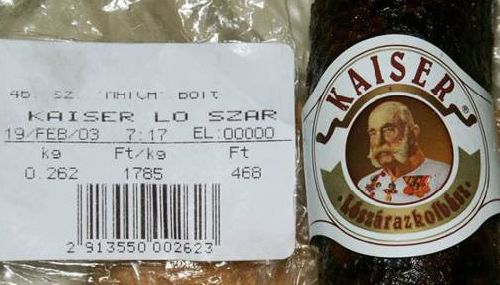 46. SZ. "MATCH" BOLT
KAISER LO SZAR
19/FEB/03 7:17 EL:00000
kg Ft/kg Ft
0.262 1785 468
2 913550 002623
KAISER ®
Lószárazkolbász